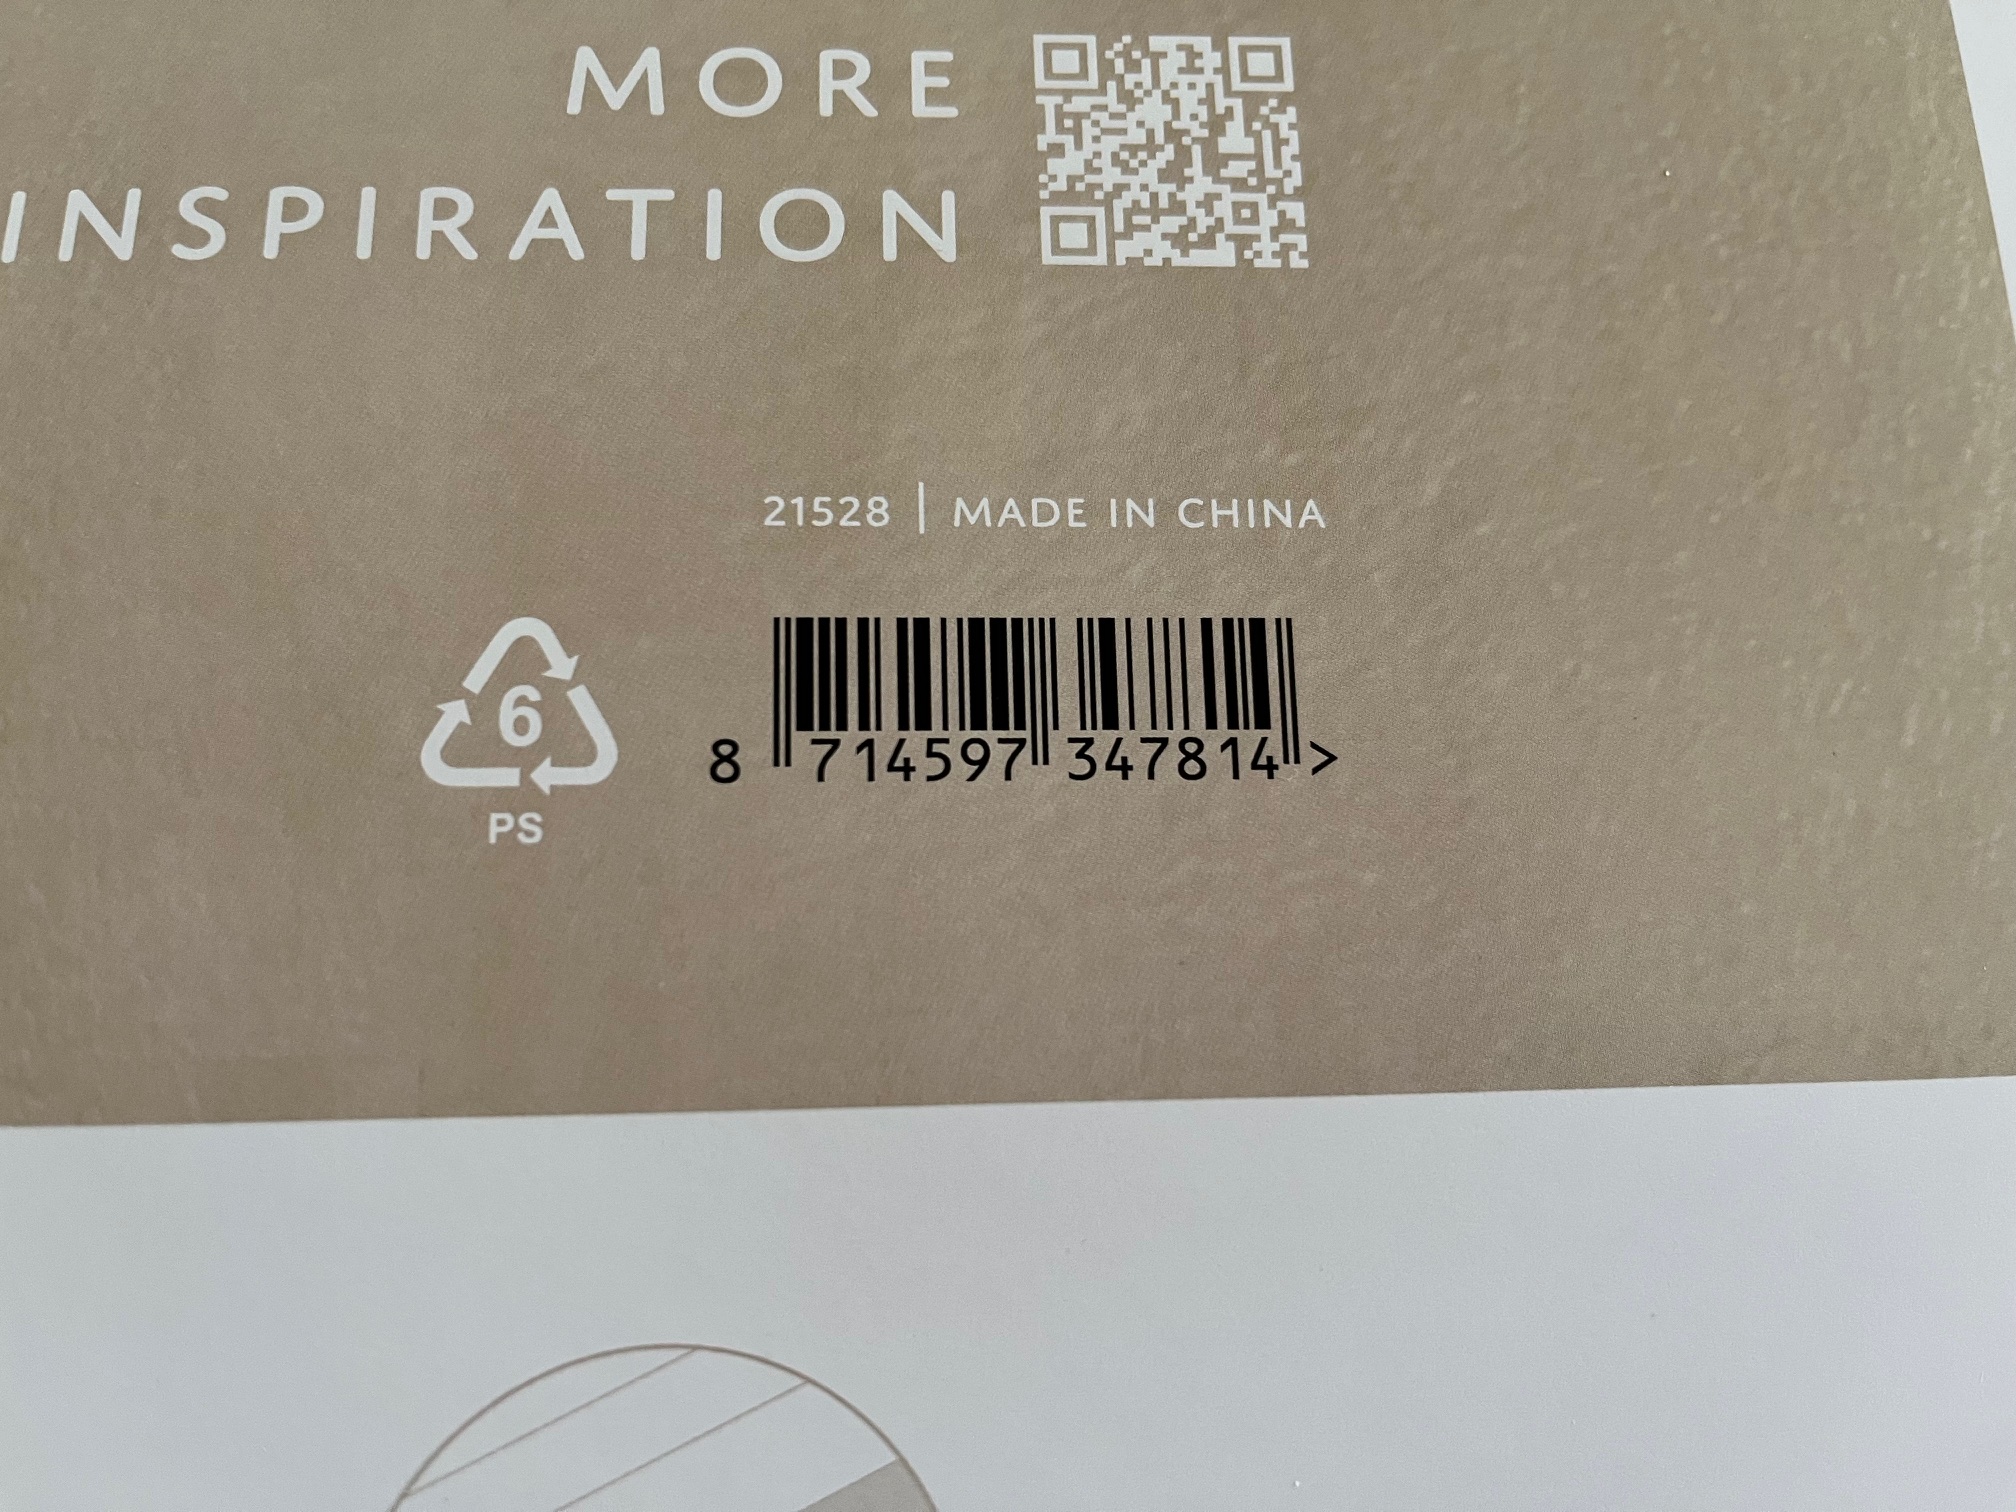 MORE
INSPIRATION
21528 | MADE IN CHINA
6
PS
8 714597 347814 >